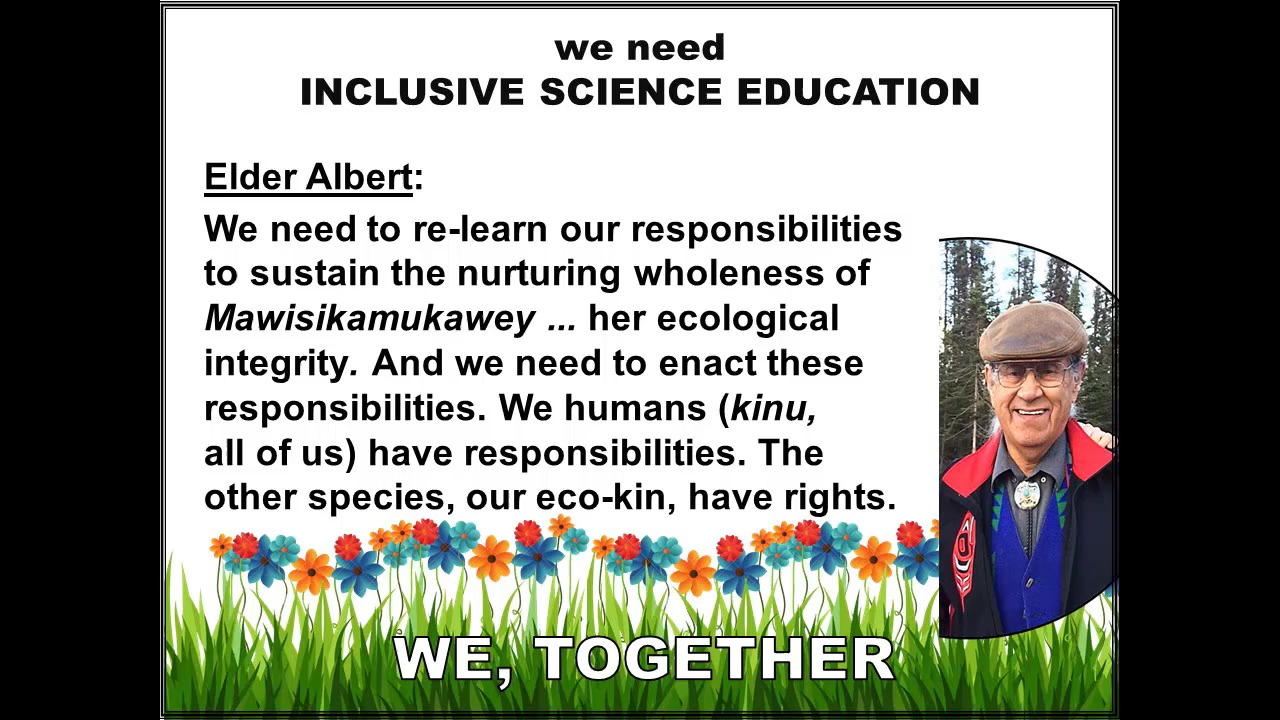 we need
INCLUSIVE SCIENCE EDUCATION
Elder Albert:
We need to re-learn our responsibilities
to sustain the nurturing wholeness of
Mawisikamukawey ... her ecological
integrity. And we need to enact these
responsibilities. We humans (kinu,
all of us) have responsibilities. The
other species, our eco-kin, have rights.
WE, TOGETHER